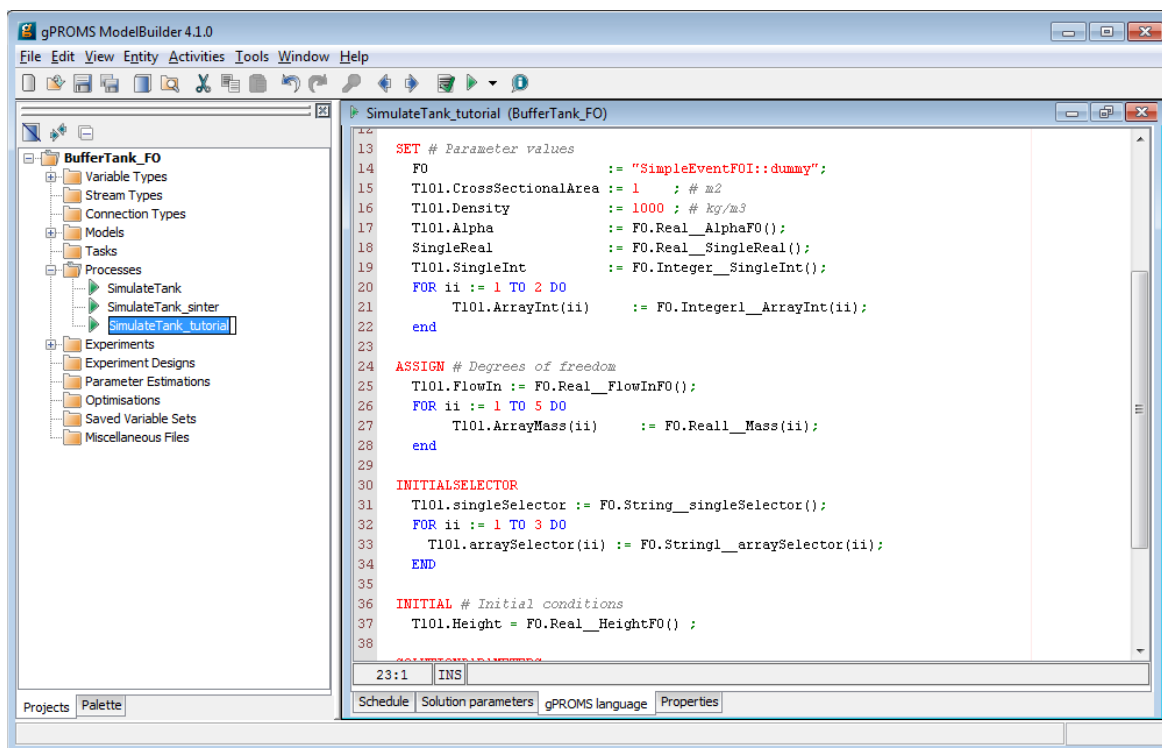 gPROMS ModelBuilder 4.1.0
File Edit View Entity Activities Tools Window Help
BufferTank_FO
Variable Types
Stream Types
Connection Types
Models
Tasks
Processes
SimulateTank
SimulateTank_sinter
SimulateTank_tutorial
Experiments
Experiment Designs
Parameter Estimations
Optimisations
Saved Variable Sets
Miscellaneous Files
Projects Palette
SimulateTank_tutorial (BufferTank_FO)
12
13 SET # Parameter values
14 FO := "SimpleEventFOI::dummy";
15 T101.CrossSectionalArea := 1 ; # m2
16 T101.Density := 1000 ; # kg/m3
17 T101.Alpha := FO.Real__AlphaFO();
18 SingleReal := FO.Real__SingleReal();
19 T101.SingleInt := FO.Integer__SingleInt();
20 FOR ii := 1 TO 2 DO
21 T101.ArrayInt(ii) := FO.Integer1__ArrayInt(ii);
22 end
23
24 ASSIGN # Degrees of freedom
25 T101.FlowIn := FO.Real__FlowInFO();
26 FOR ii := 1 TO 5 DO
27 T101.ArrayMass(ii) := FO.Real1__Mass(ii);
28 end
29
30 INITIALSELECTOR
31 T101.singleSelector := FO.String__singleSelector();
32 FOR ii := 1 TO 3 DO
33 T101.arraySelector(ii) := FO.String1__arraySelector(ii);
34 END
35
36 INITIAL # Initial conditions
37 T101.Height = FO.Real__HeightFO() ;
38
SOLUTIONPARAMETERS
23:1 INS
Schedule Solution parameters gPROMS language Properties